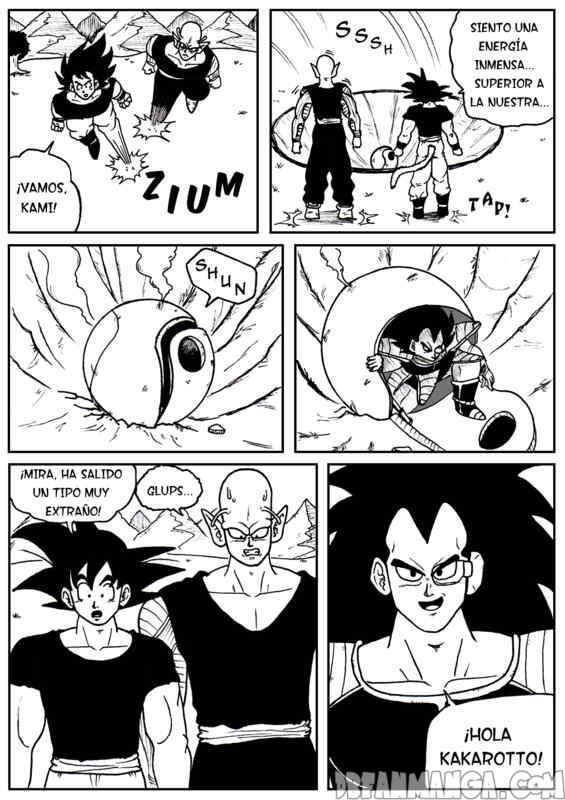 ¡VAMOS,
KAMI!
ZIUM
SSSH
SIENTO UNA
ENERGÍA
INMENSA...
SUPERIOR A
LA NUESTRA...
TAP!
SHUN
¡MIRA, HA SALIDO
UN TIPO MUY
EXTRAÑO!
GLUPS...
¡HOLA
KAKAROTTO!
DBFANMANGA.COM